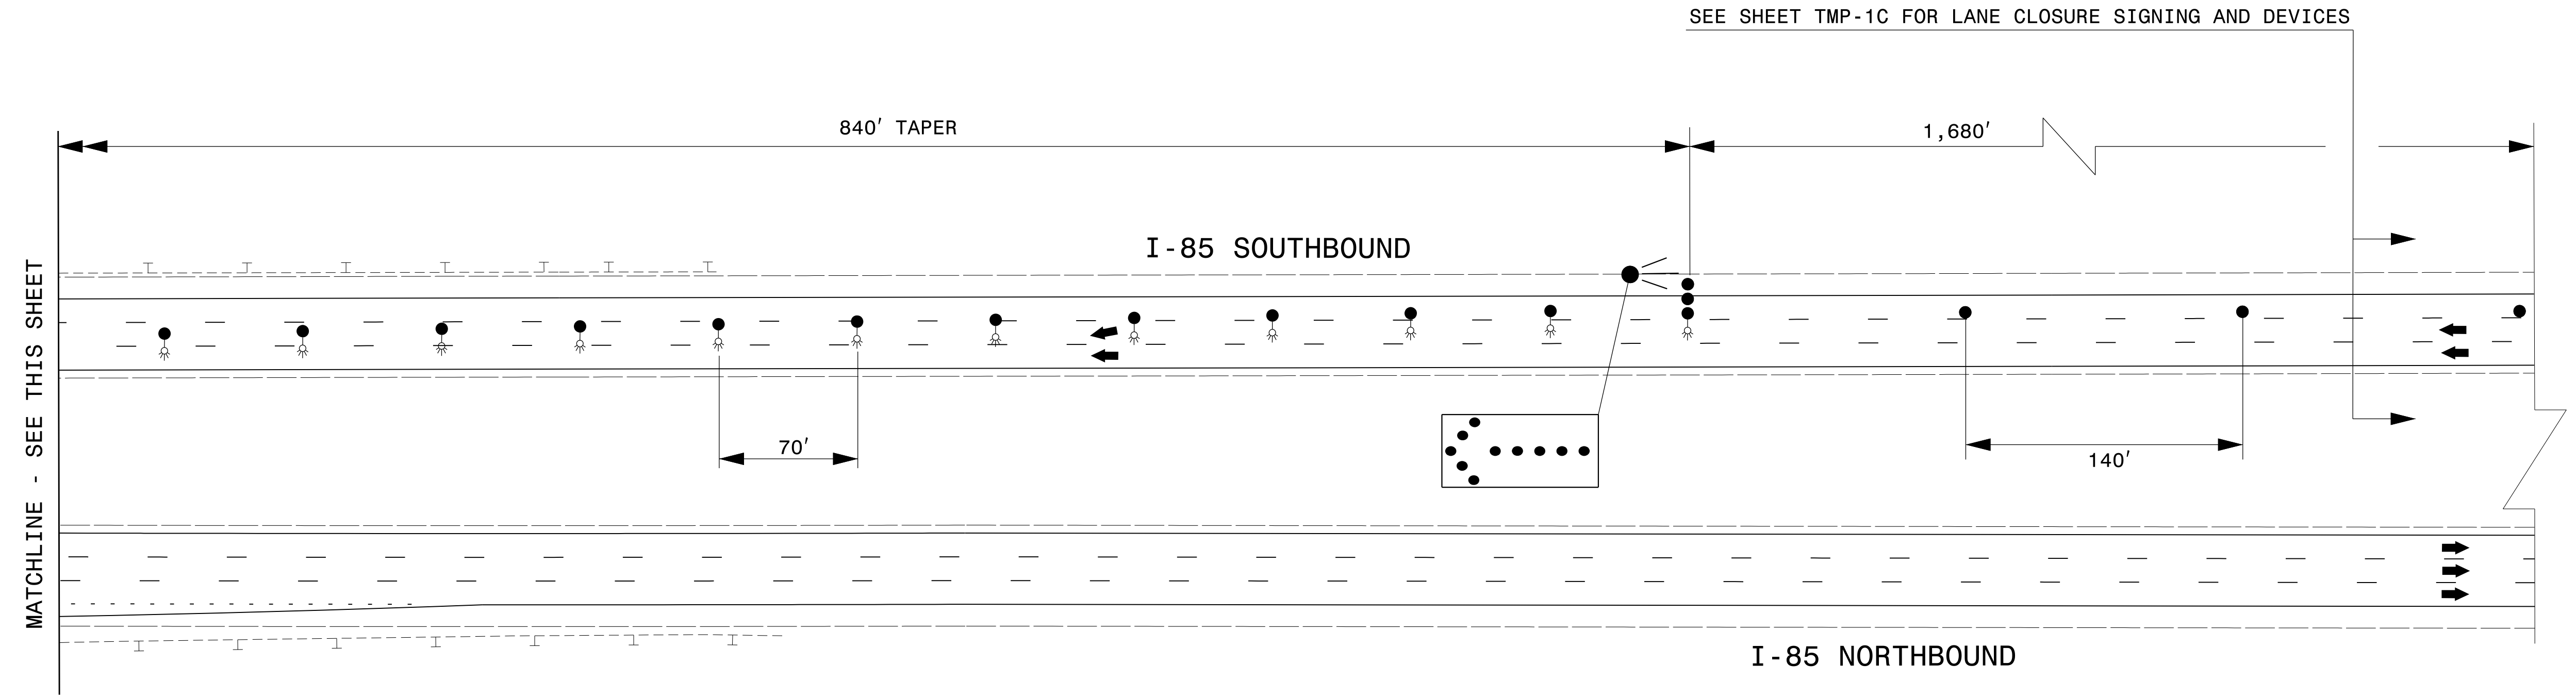 SEE SHEET TMP-1C FOR LANE CLOSURE SIGNING AND DEVICES
840' TAPER
1,680'
I-85 SOUTHBOUND
MATCHLINE - SEE THIS SHEET
70'
140'
I-85 NORTHBOUND